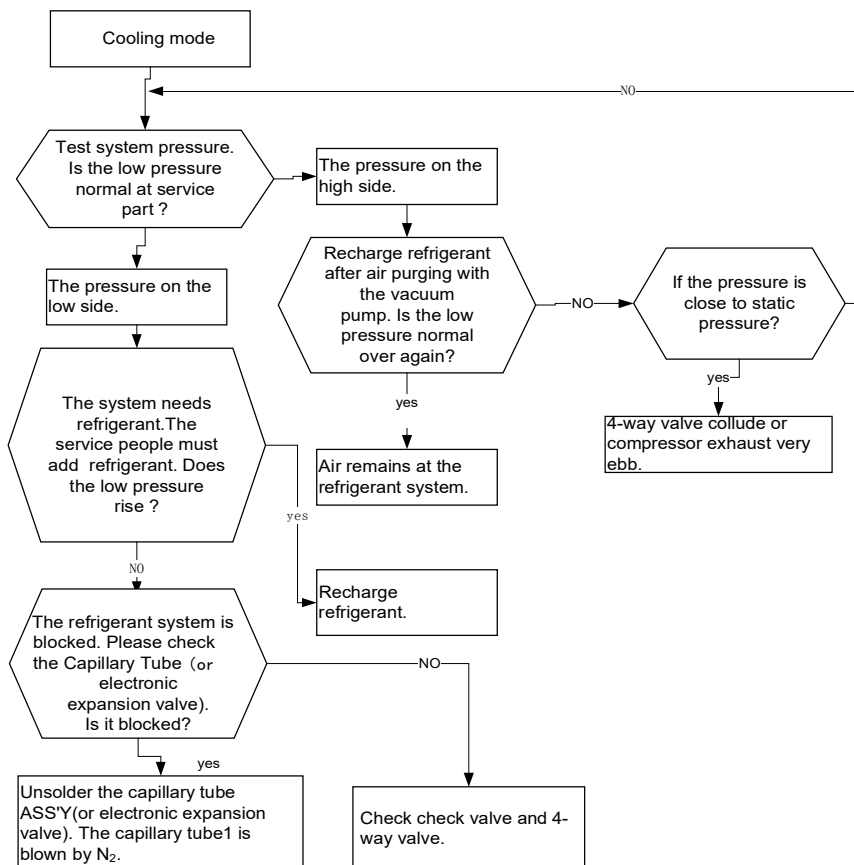 Cooling mode
NO
Test system pressure.
Is the low pressure
normal at service
part ?
The pressure on the
high side.
The pressure on the
low side.
Recharge refrigerant
after air purging with
the vacuum
pump. Is the low
pressure normal
over again?
NO
If the pressure is
close to static
pressure?
yes
yes
4-way valve collude or
compressor exhaust very
ebb.
Air remains at the
refrigerant system.
The system needs
refrigerant.The
service people must
add refrigerant. Does
the low pressure
rise ?
yes
NO
Recharge
refrigerant.
The refrigerant system is
blocked. Please check
the Capillary Tube（or
electronic
expansion valve).
Is it blocked?
NO
yes
Unsolder the capillary tube
ASS'Y(or electronic expansion
valve). The capillary tube1 is
blown by N₂.
Check check valve and 4-
way valve.